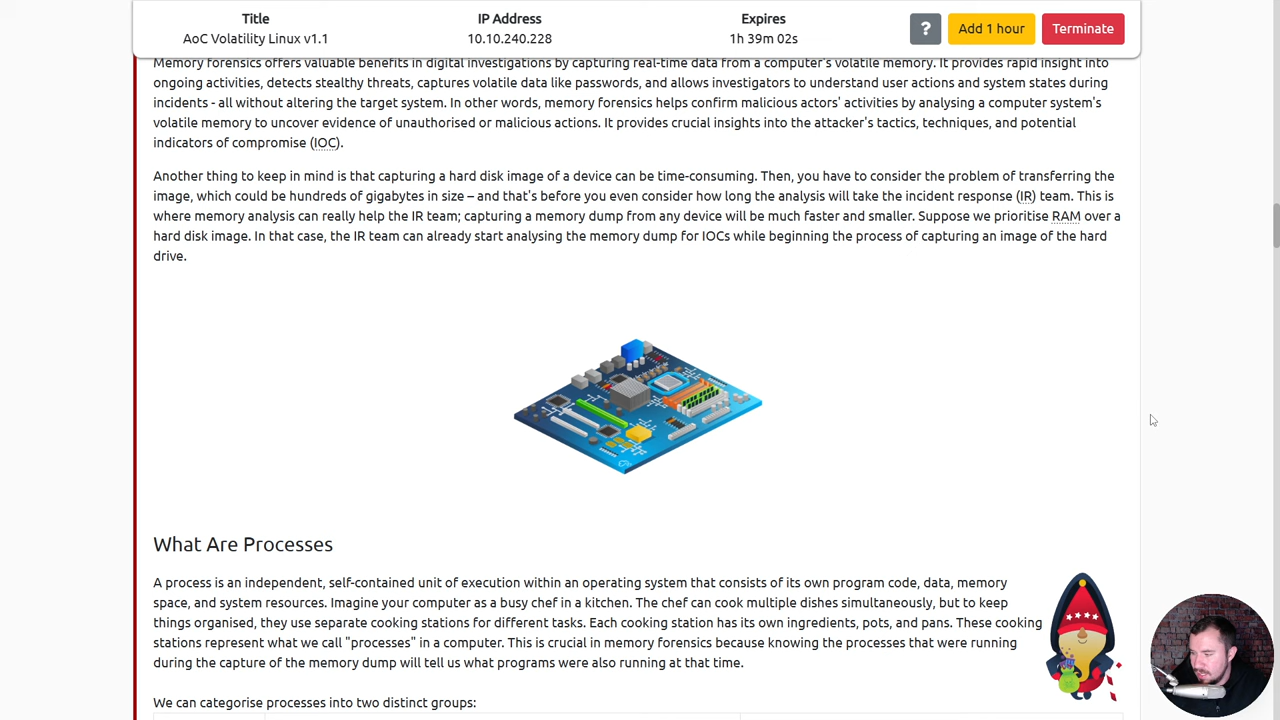 Title
AoC Volatility Linux v1.1
IP Address
10.10.240.228
Expires
1h 39m 02s
?
Add 1 hour
Terminate
Memory forensics offers valuable benefits in digital investigations by capturing real-time data from a computer's volatile memory. It provides rapid insight into
ongoing activities, detects stealthy threats, captures volatile data like passwords, and allows investigators to understand user actions and system states during
incidents - all without altering the target system. In other words, memory forensics helps confirm malicious actors' activities by analysing a computer system's
volatile memory to uncover evidence of unauthorised or malicious actions. It provides crucial insights into the attacker's tactics, techniques, and potential
indicators of compromise (IOC).
Another thing to keep in mind is that capturing a hard disk image of a device can be time-consuming. Then, you have to consider the problem of transferring the
image, which could be hundreds of gigabytes in size – and that's before you even consider how long the analysis will take the incident response (IR) team. This is
where memory analysis can really help the IR team; capturing a memory dump from any device will be much faster and smaller. Suppose we prioritise RAM over a
hard disk image. In that case, the IR team can already start analysing the memory dump for IOCs while beginning the process of capturing an image of the hard
drive.
What Are Processes
A process is an independent, self-contained unit of execution within an operating system that consists of its own program code, data, memory
space, and system resources. Imagine your computer as a busy chef in a kitchen. The chef can cook multiple dishes simultaneously, but to keep
things organised, they use separate cooking stations for different tasks. Each cooking station has its own ingredients, pots, and pans. These cooking
stations represent what we call "processes" in a computer. This is crucial in memory forensics because knowing the processes that were running
during the capture of the memory dump will tell us what programs were also running at that time.
We can categorise processes into two distinct groups: